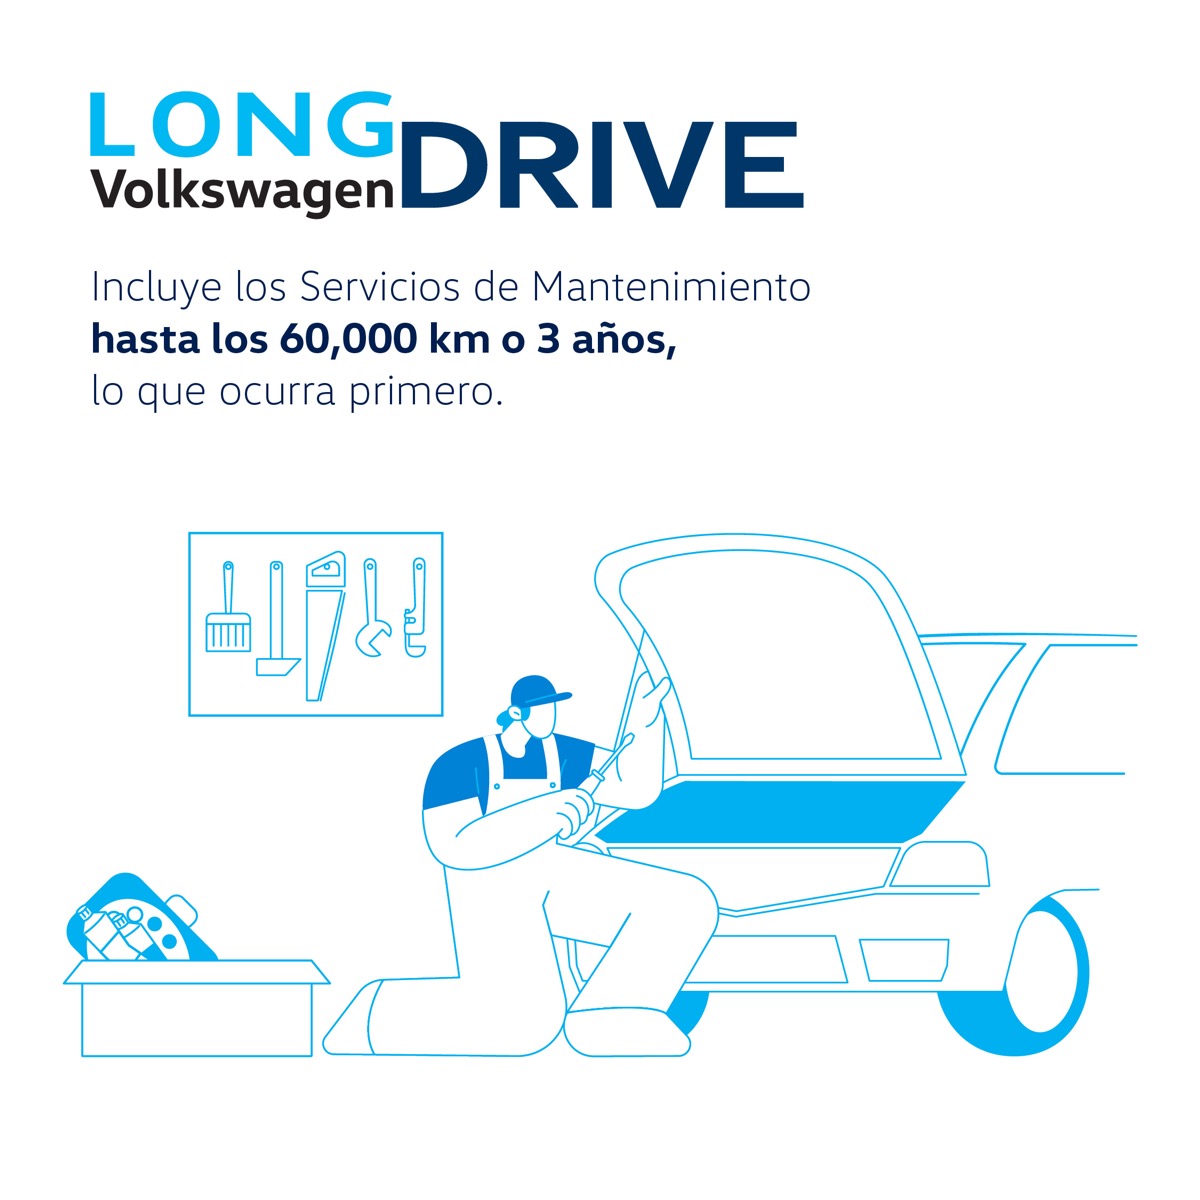 LONG
Volkswagen DRIVE
Incluye los Servicios de Mantenimiento
hasta los 60,000 km o 3 años,
lo que ocurra primero.